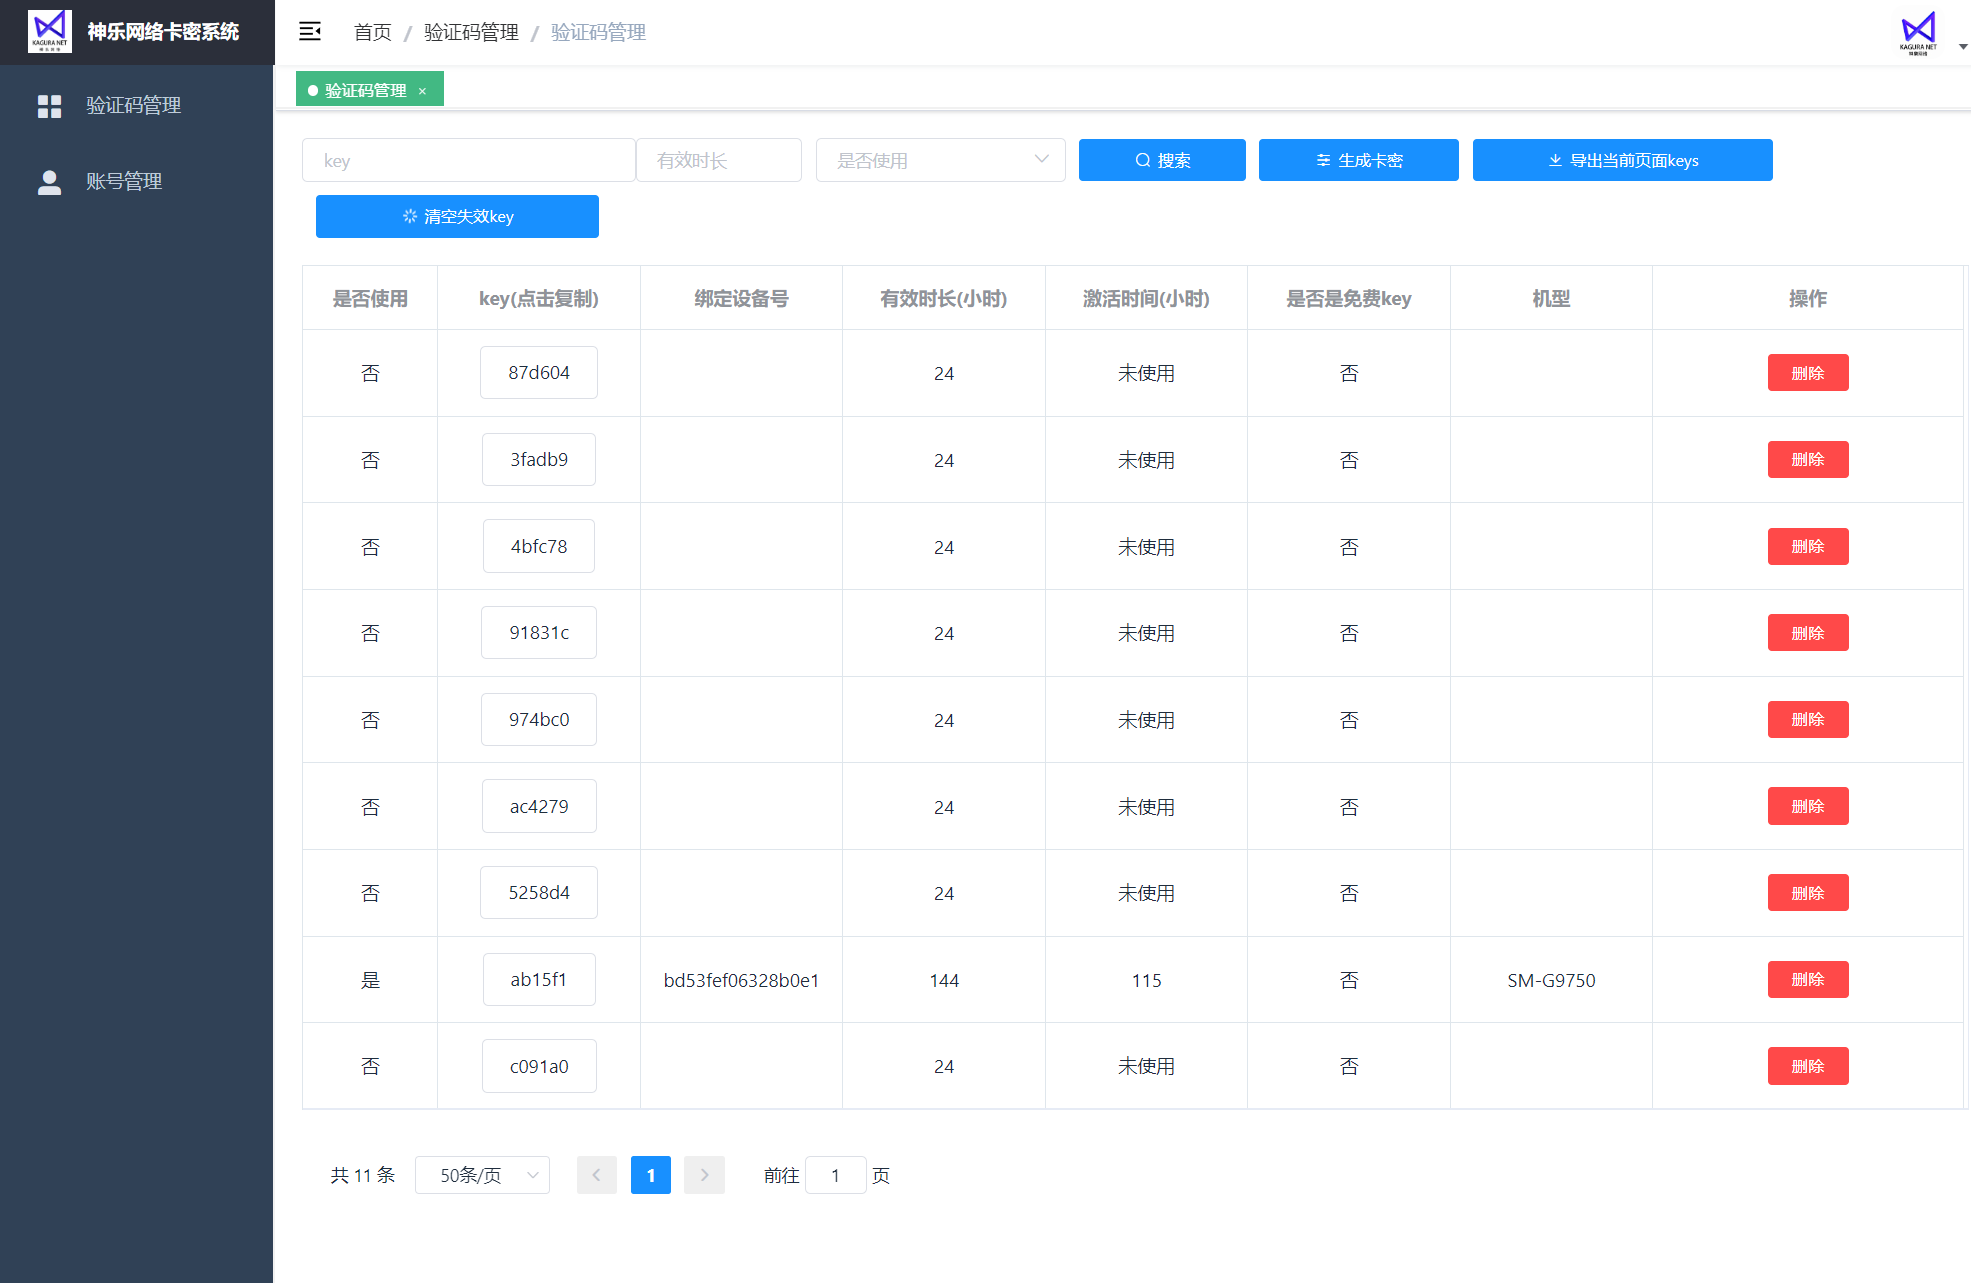 KAGURA NET
神乐网络卡密系统
首页 / 验证码管理 / 验证码管理
KAGURA NET
验证码管理 ×
验证码管理
账号管理
key 有效时长 是否使用 搜索 生成卡密 导出当前页面keys
清空失效key
是否使用 key(点击复制) 绑定设备号 有效时长(小时) 激活时间(小时) 是否是免费key 机型 操作
否 87d604 24 未使用 否 删除
否 3fadb9 24 未使用 否 删除
否 4bfc78 24 未使用 否 删除
否 91831c 24 未使用 否 删除
否 974bc0 24 未使用 否 删除
否 ac4279 24 未使用 否 删除
否 5258d4 24 未使用 否 删除
是 ab15f1 bd53fef06328b0e1 144 115 否 SM-G9750 删除
否 c091a0 24 未使用 否 删除
共 11 条 50条/页 1 前往 1 页